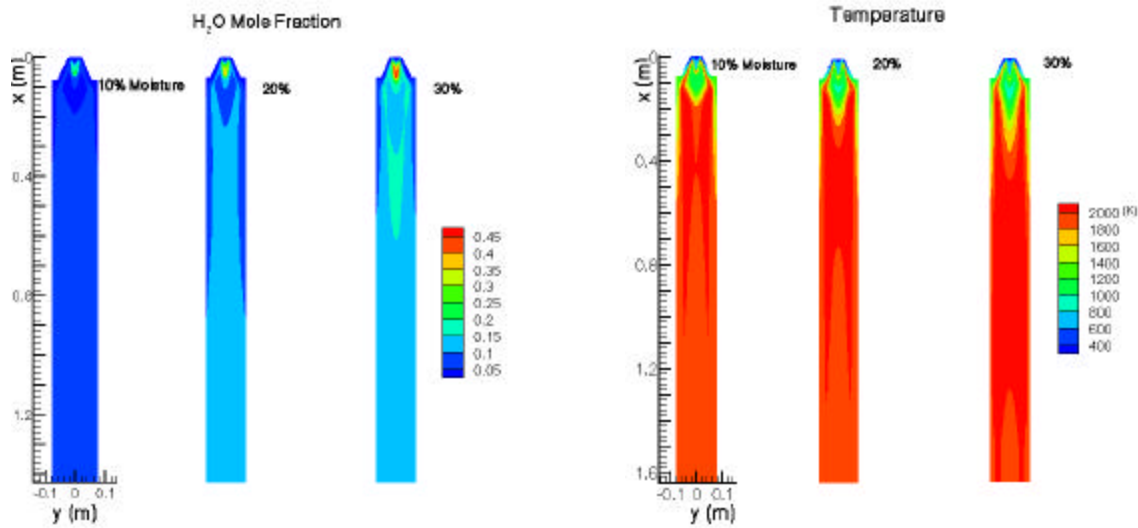 H2O Mole Fraction
0
10% Moisture
20%
30%
x (m)
0.4
0.8
1.2
0.45
0.4
0.35
0.3
0.25
0.2
0.15
0.1
0.05
-0.1 0 0.1
y (m)
Temperature
0
10% Moisture
20%
30%
x (m)
0.4
0.8
1.2
1.6
2000 (K)
1800
1600
1400
1200
1000
800
600
400
-0.1 0 0.1
y (m)